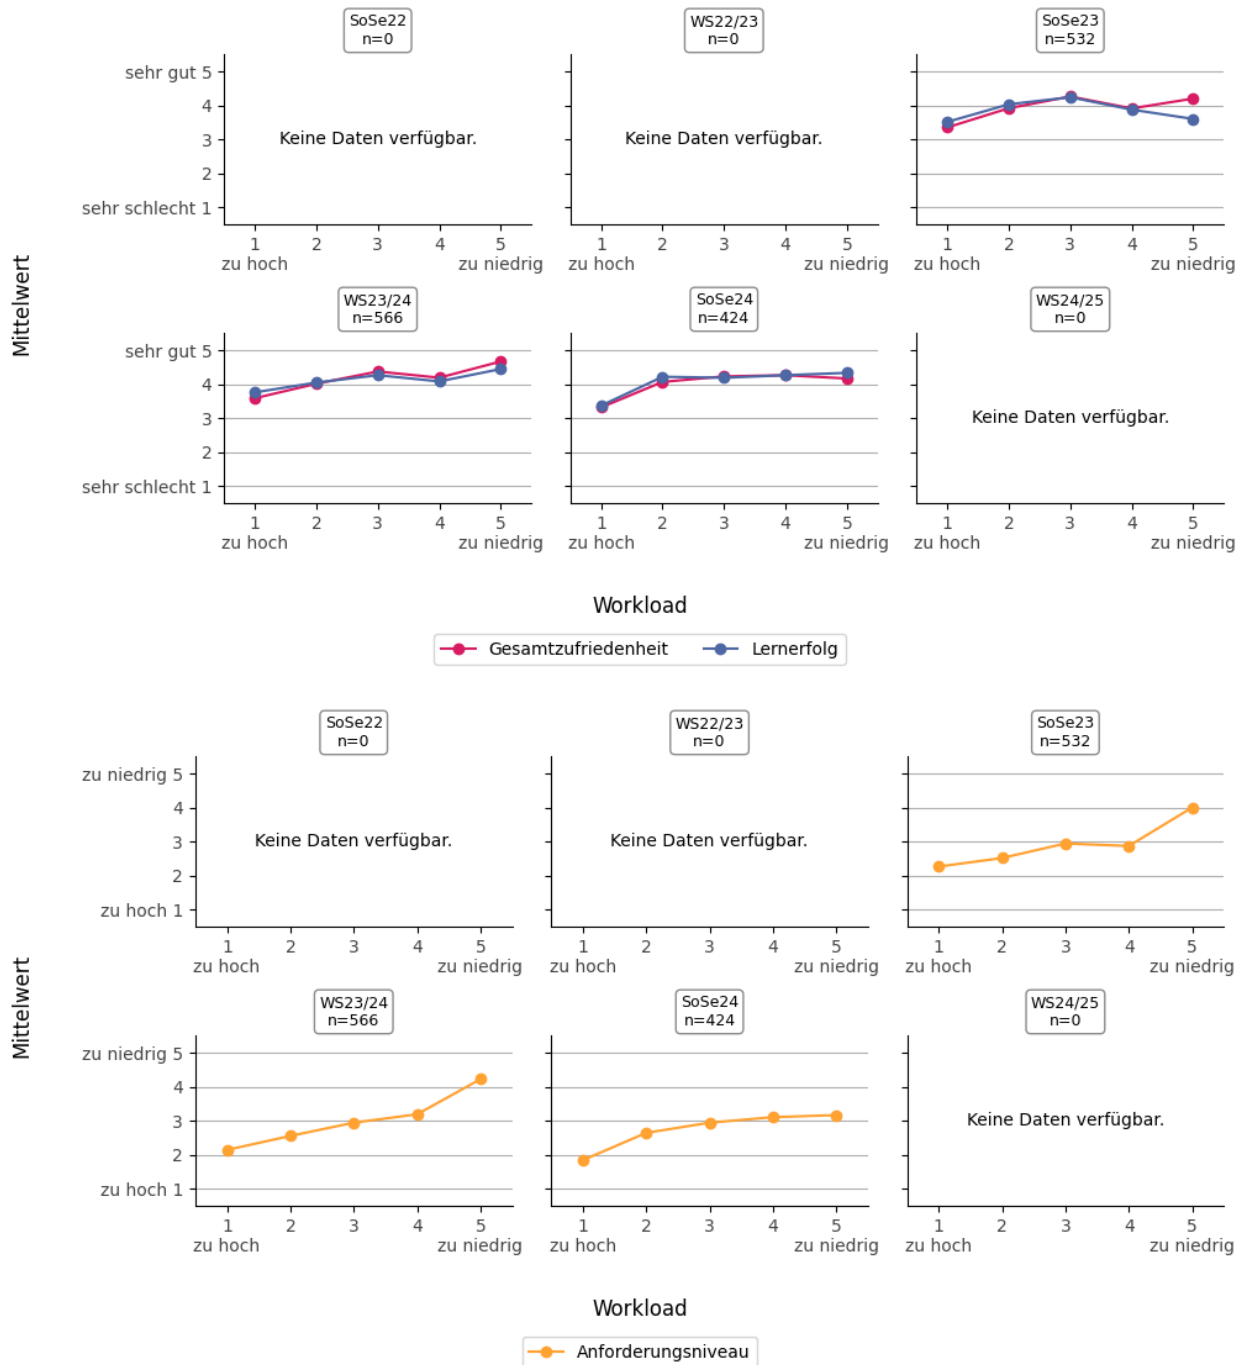 SoSe22
n=0
WS22/23
n=0
SoSe23
n=532
sehr gut 5
4
3
2
sehr schlecht 1
Keine Daten verfügbar.
Keine Daten verfügbar.
1 2 3 4 5
zu hoch zu niedrig
1 2 3 4 5
zu hoch zu niedrig
1 2 3 4 5
zu hoch zu niedrig
Mittelwert
WS23/24
n=566
SoSe24
n=424
WS24/25
n=0
sehr gut 5
4
3
2
sehr schlecht 1
Keine Daten verfügbar.
1 2 3 4 5
zu hoch zu niedrig
1 2 3 4 5
zu hoch zu niedrig
1 2 3 4 5
zu hoch zu niedrig
Workload
Gesamtzufriedenheit Lernerfolg
SoSe22
n=0
WS22/23
n=0
SoSe23
n=532
zu niedrig 5
4
3
2
zu hoch 1
Keine Daten verfügbar.
Keine Daten verfügbar.
1 2 3 4 5
zu hoch zu niedrig
1 2 3 4 5
zu hoch zu niedrig
1 2 3 4 5
zu hoch zu niedrig
Mittelwert
WS23/24
n=566
SoSe24
n=424
WS24/25
n=0
zu niedrig 5
4
3
2
zu hoch 1
Keine Daten verfügbar.
1 2 3 4 5
zu hoch zu niedrig
1 2 3 4 5
zu hoch zu niedrig
1 2 3 4 5
zu hoch zu niedrig
Workload
Anforderungsniveau